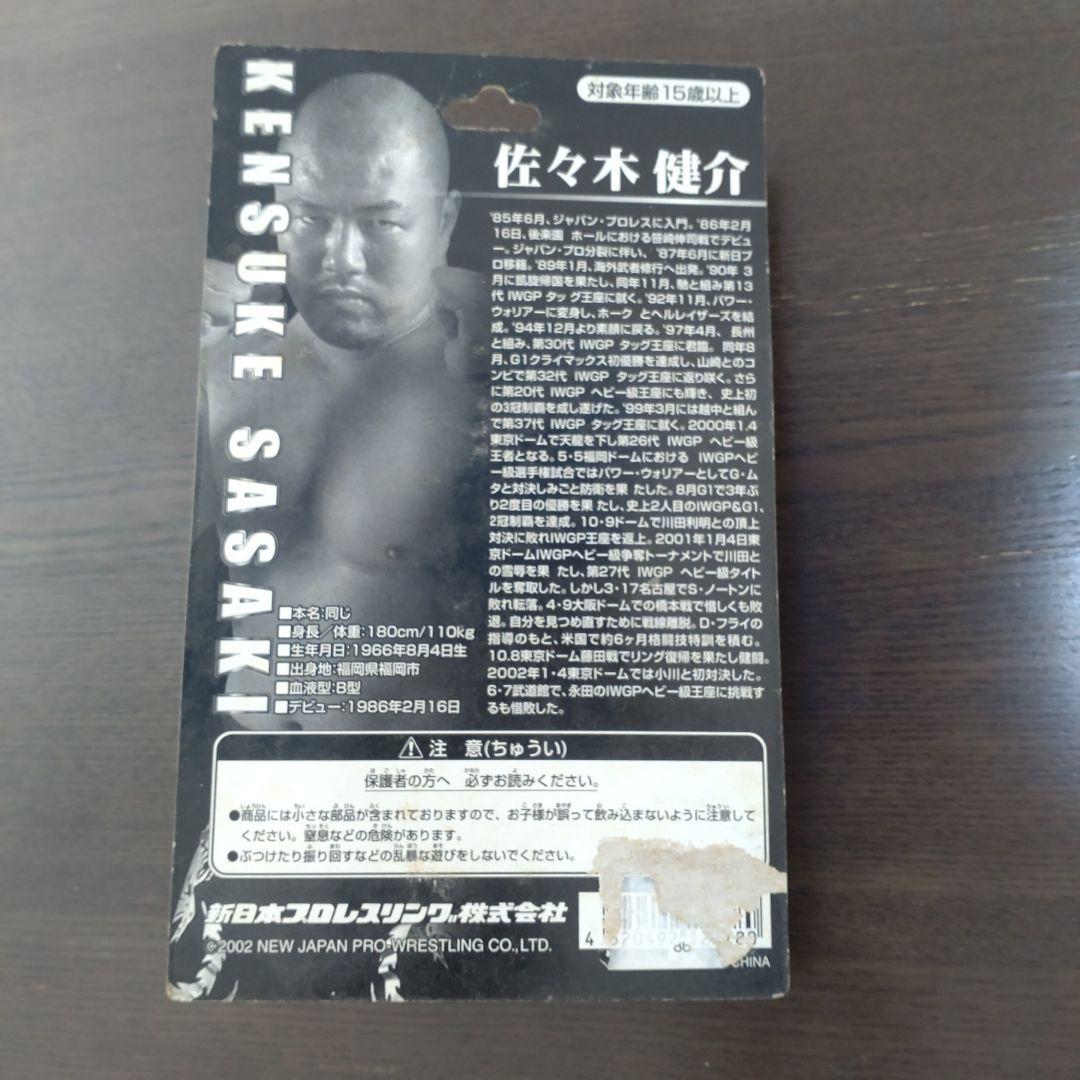 KENSUKE SASAKI
対象年齢15歳以上
佐々木 健介
'85年6月、ジャパン・プロレスに入門。'86年2月
16日、後楽園 ホールにおける笹崎伸司戦でデビュ
ー。ジャパン・プロ分裂に伴い、'87年6月に新日プ
ロ移籍。'89年1月、海外武者修行へ出発。'90年 3
月に凱旋帰国を果たし、同年11月、馳と組み第13
代 IWGP タッグ王座に就く。'92年11月、パワー・
ウォリアーに変身し、ホーク とヘルレイザーズを結
成。'94年12月より素顔に戻る。'97年4月、長州
と組み、第30代 IWGP タッグ王座に君臨。同年8
月、G1クライマックス初優勝を達成し、山崎とのコ
ンビで第32代 IWGP タッグ王座に返り咲く。さら
に第20代 IWGP ヘビー級王座にも輝き、史上初
の3冠制覇を成し遂げた。'99年3月には越中と組ん
で第37代 IWGP タッグ王座に就く。2000年1.4
東京ドームで天龍を下し第26代 IWGP ヘビー級
王者となる。5・5福岡ドームにおける IWGPヘビ
ー級選手権試合ではパワー・ウォリアーとしてG・ム
タと対決しみごと防衛を果 たした。8月G1で3年ぶ
り2度目の優勝を果 たし、史上2人目のIWGP&G1、
2冠制覇を達成。10・9ドームで川田利明との頂上
対決に敗れIWGP王座を返上。2001年1月4日東
京ドームIWGPヘビー級争奪トーナメントで川田と
の雪辱を果 たし、第27代 IWGP ヘビー級タイト
ルを奪取した。しかし3・17名古屋でS・ノートンに
敗れ転落。4・9大阪ドームでの橋本戦で惜しくも敗
退。自分を見つめ直すために戦線離脱。D・フライの
指導のもと、米国で約6ヶ月格闘技特訓を積む。
10.8東京ドーム藤田戦でリング復帰を果たし健闘。
2002年1・4東京ドームでは小川と初対決した。
6・7武道館で、永田のIWGPヘビー級王座に挑戦す
るも惜敗した。
■本名:同じ
■身長/体重:180cm/110kg
■生年月日:1966年8月4日生
■出身地:福岡県福岡市
■血液型:B型
■デビュー:1986年2月16日
⚠注 意(ちゅうい)
保護者の方へ 必ずお読みください。
●商品には小さな部品が含まれておりますので、お子様が誤って飲み込まないように注意して
ください。窒息などの危険があります。
●ぶつけたり振り回すなどの乱暴な遊びをしないでください。
新日本プロレスリング株式会社
©2002 NEW JAPAN PRO-WRESTLING CO.,LTD.
CHINA